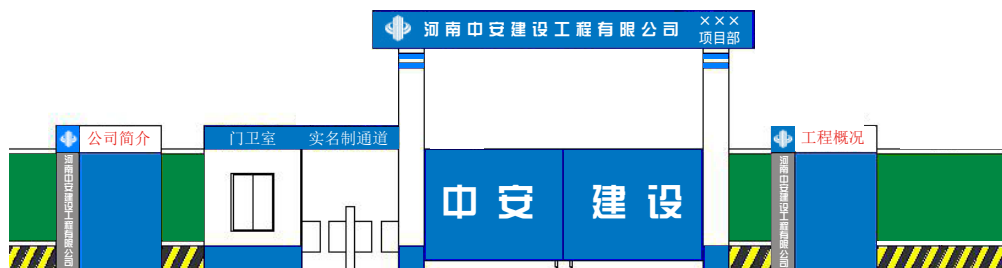 河南中安建设工程有限公司
×××
项目部
公司简介
门卫室
实名制通道
工程概况
河南中安建设工程有限公司
中安
建设
河南中安建设工程有限公司